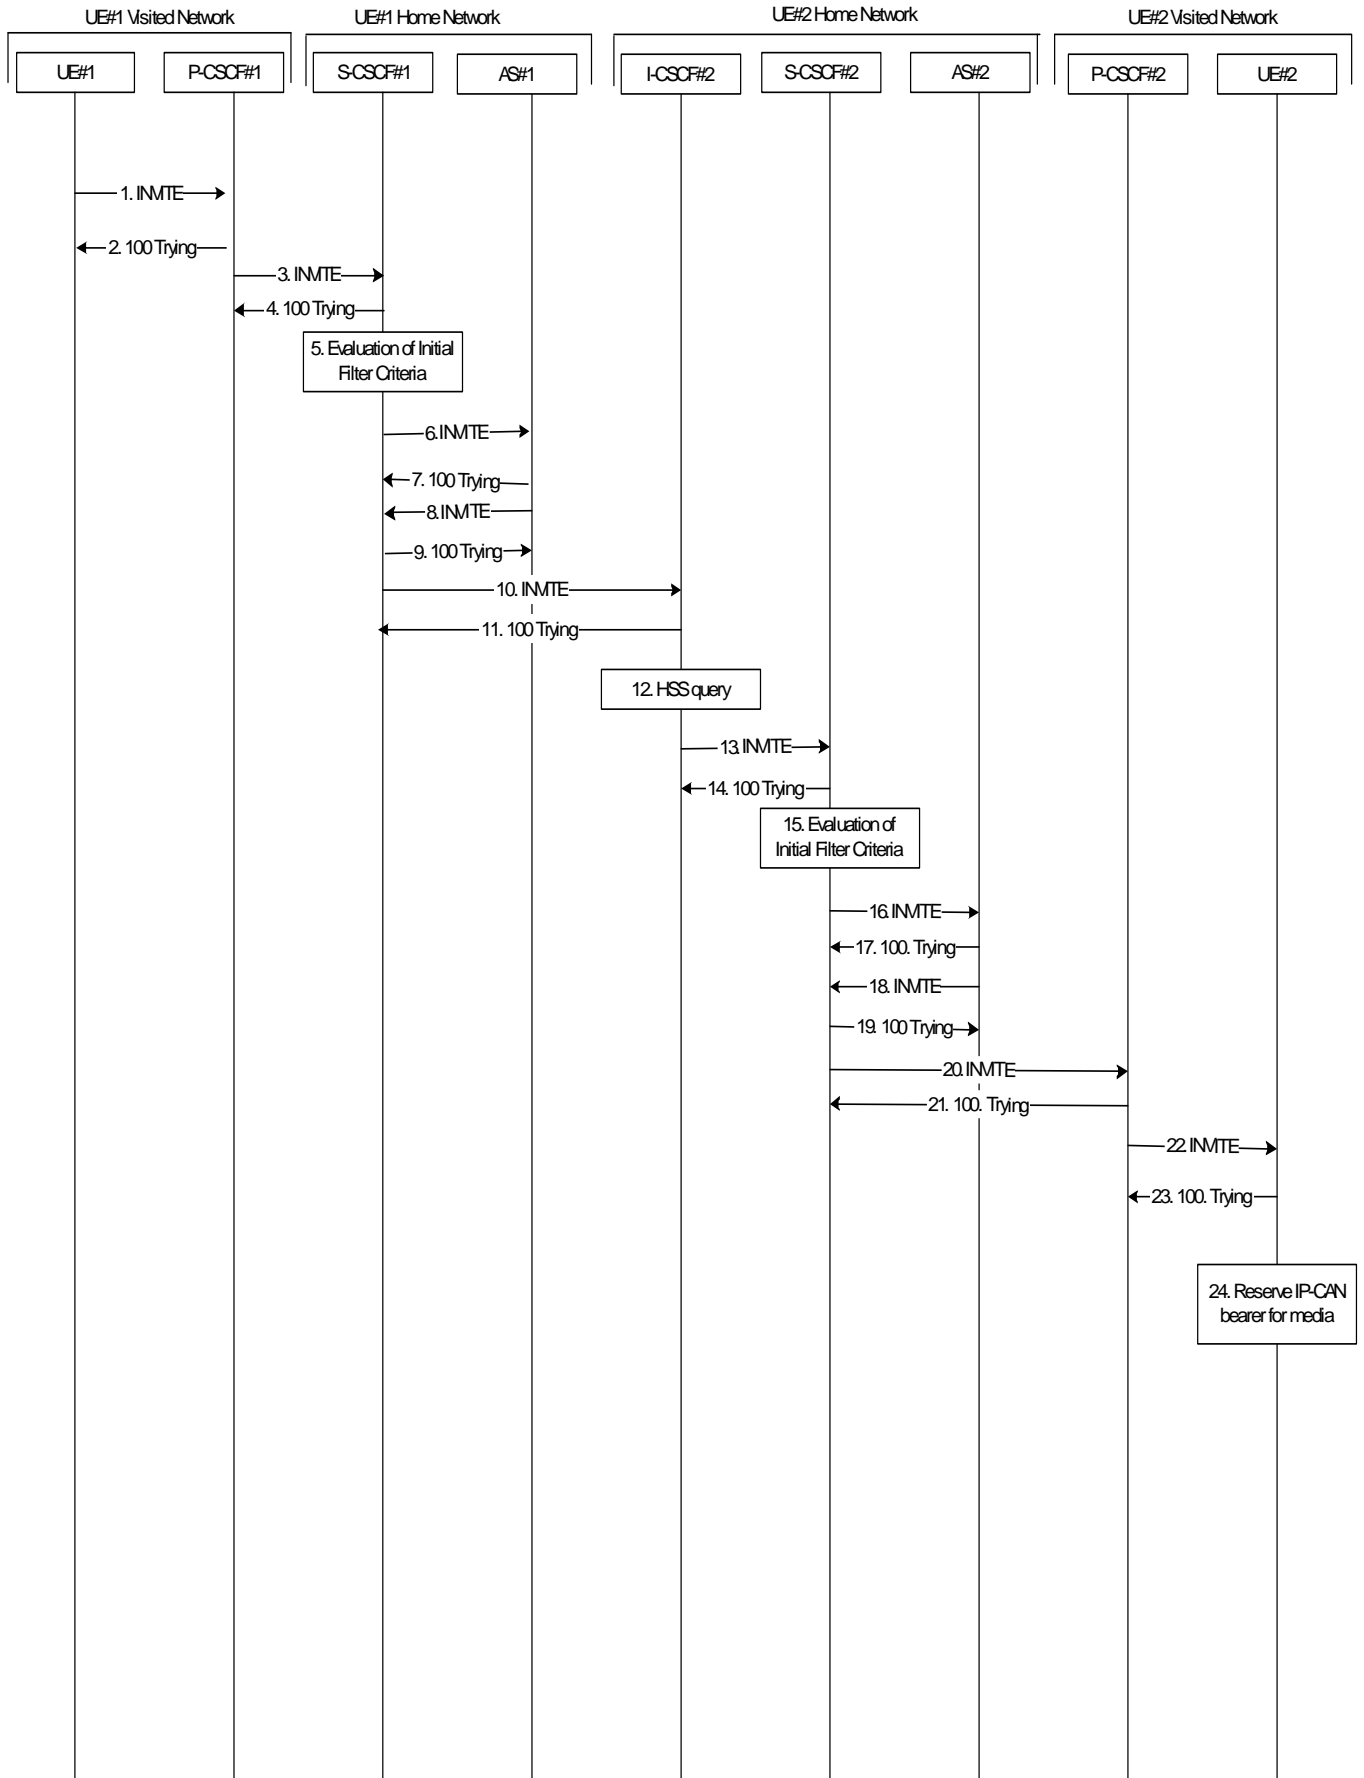 UE#1 Visited Network
UE#1 Home Network
UE#2 Home Network
UE#2 Visited Network
UE#1
P-CSCF#1
S-CSCF#1
AS#1
I-CSCF#2
S-CSCF#2
AS#2
P-CSCF#2
UE#2
1. INVITE
2. 100 Trying
3. INVITE
4. 100 Trying
5. Evaluation of Initial
Filter Criteria
6. INVITE
7. 100 Trying
8. INVITE
9. 100 Trying
10. INVITE
11. 100 Trying
12. HSS query
13. INVITE
14. 100 Trying
15. Evaluation of
Initial Filter Criteria
16. INVITE
17. 100. Trying
18. INVITE
19. 100 Trying
20. INVITE
21. 100. Trying
22. INVITE
23. 100. Trying
24. Reserve IP-CAN
bearer for media